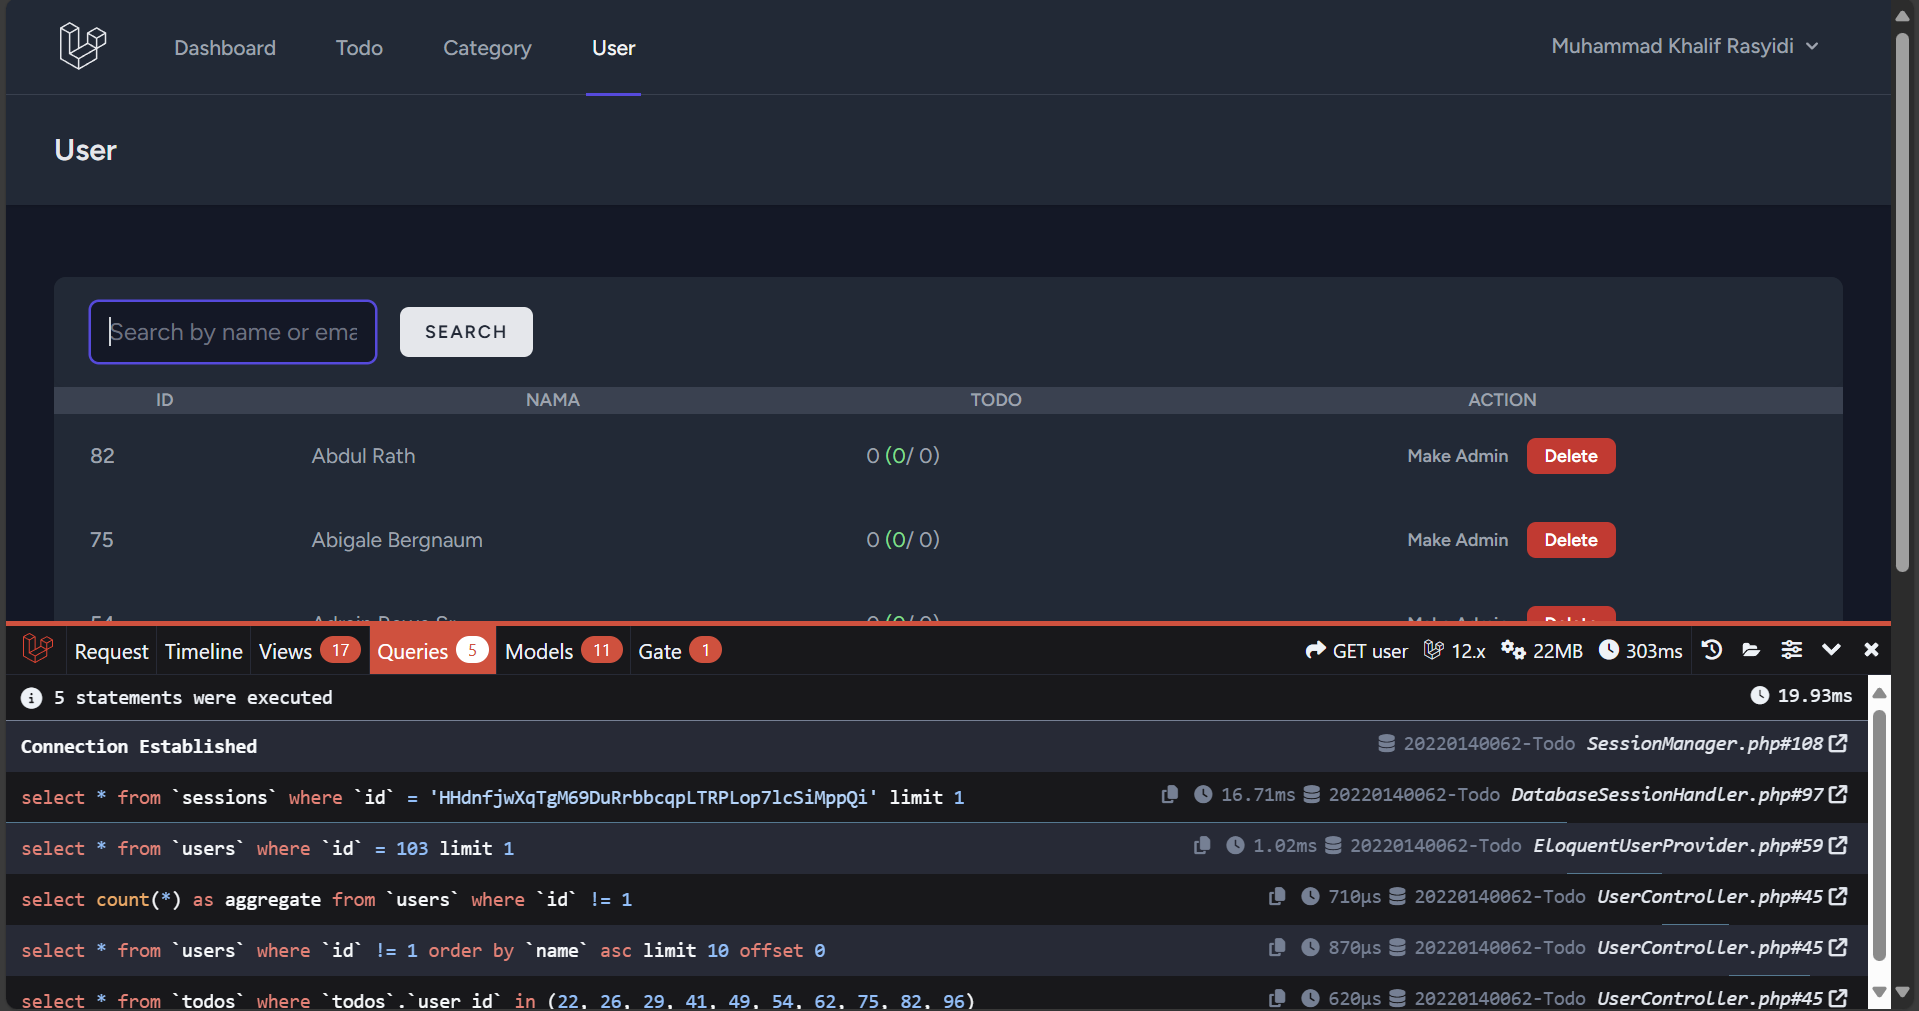 Dashboard Todo Category User Muhammad Khalif Rasyidi
User
Search by name or ema SEARCH
ID NAMA TODO ACTION
82 Abdul Rath 0 (0/ 0) Make Admin Delete
75 Abigale Bergnaum 0 (0/ 0) Make Admin Delete
Request Timeline Views 17 Queries 5 Models 11 Gate 1 GET user 12.x 22MB 303ms
5 statements were executed 19.93ms
Connection Established 20220140062-Todo SessionManager.php#108
select * from `sessions` where `id` = 'HHdnfjwXqTgM69DuRrbbcqpLTRPLop7lcSiMppQi' limit 1 16.71ms 20220140062-Todo DatabaseSessionHandler.php#97
select * from `users` where `id` = 103 limit 1 1.02ms 20220140062-Todo EloquentUserProvider.php#59
select count(*) as aggregate from `users` where `id` != 1 710μs 20220140062-Todo UserController.php#45
select * from `users` where `id` != 1 order by `name` asc limit 10 offset 0 870μs 20220140062-Todo UserController.php#45
select * from `todos` where `todos`.`user_id` in (22, 26, 29, 41, 49, 54, 62, 75, 82, 96) 620μs 20220140062-Todo UserController.php#45